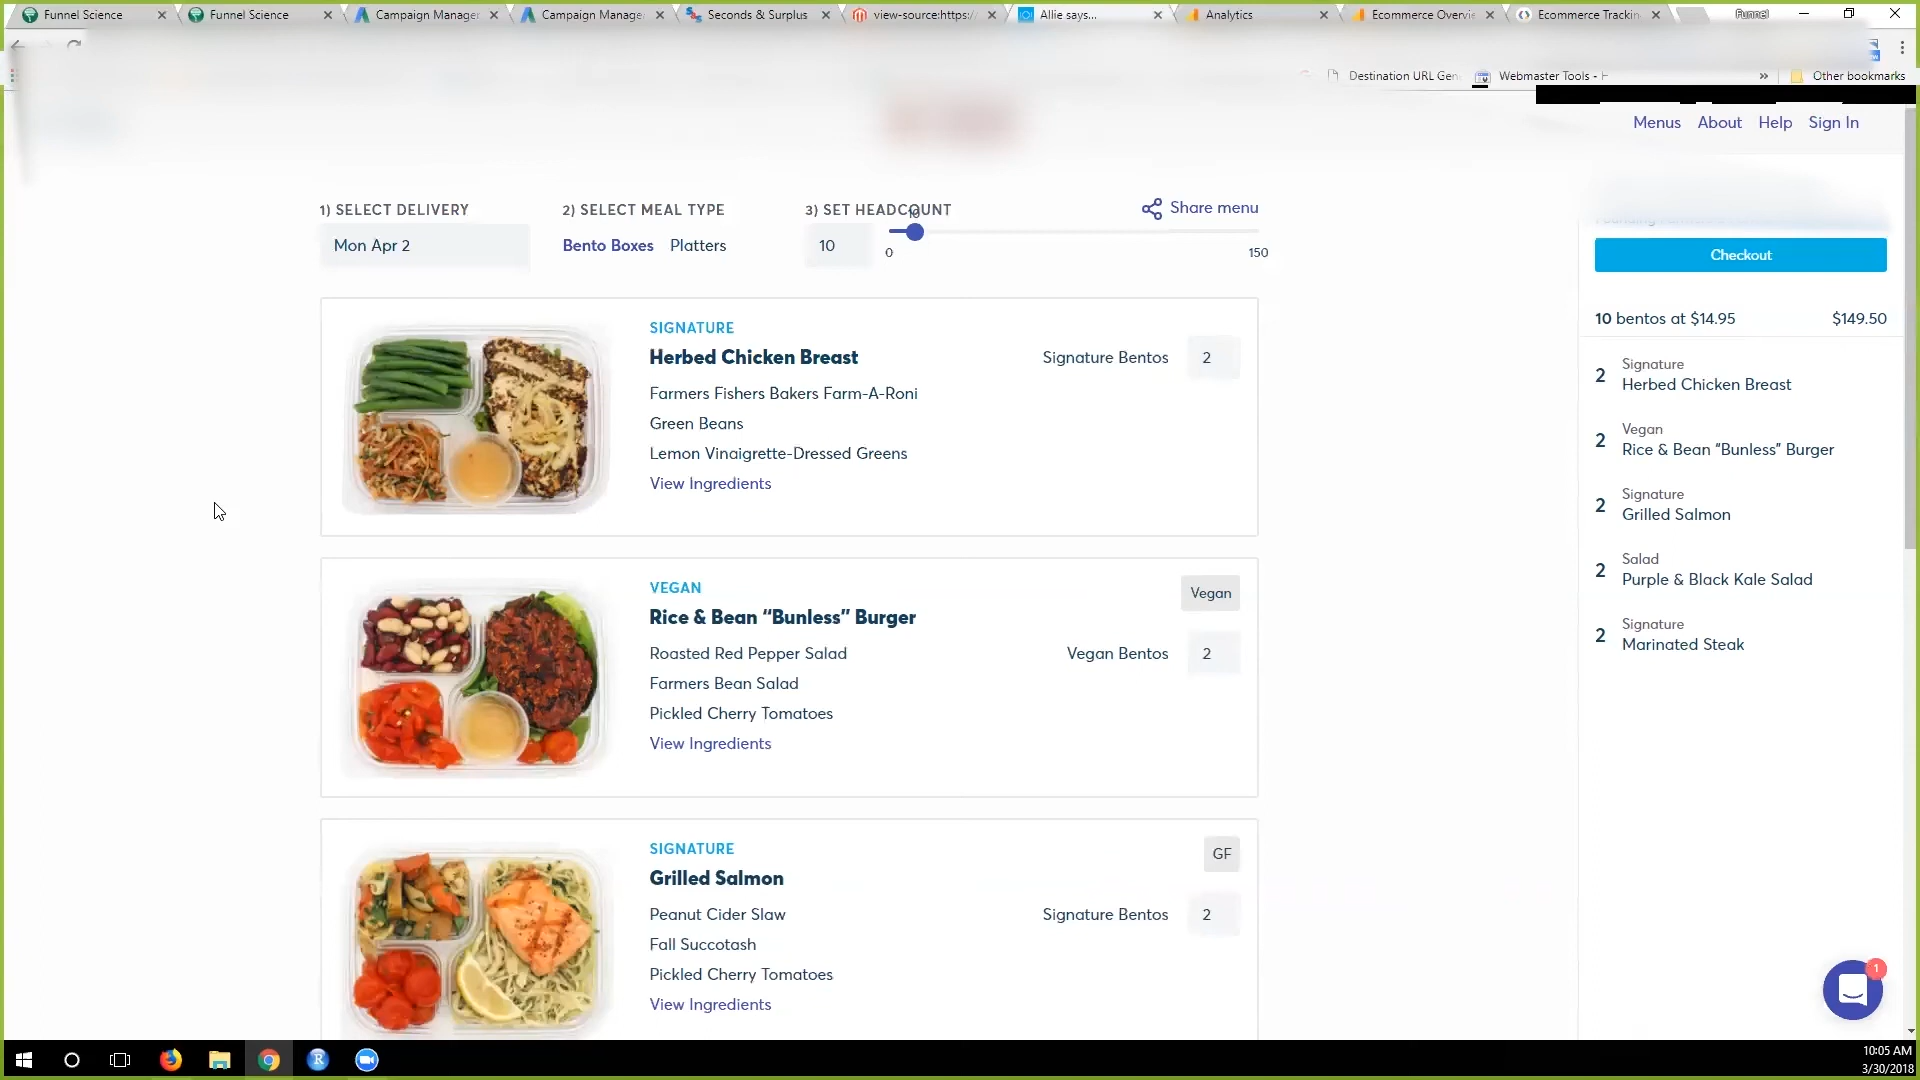 Funnel Science
Funnel Science
Campaign Manager
Campaign Manage
Seconds & Surplus
view-source:https:/
Allie says...
Analytics
Ecommerce Overvie
Ecommerce Trackin
Funnel
Destination URL Gen
Webmaster Tools - H
»
Other bookmarks
Menus About Help Sign In
1) SELECT DELIVERY
Mon Apr 2
2) SELECT MEAL TYPE
Bento Boxes Platters
3) SET HEADCOUNT
10
10
0
150
Share menu
SIGNATURE
Herbed Chicken Breast
Signature Bentos 2
Farmers Fishers Bakers Farm-A-Roni
Green Beans
Lemon Vinaigrette-Dressed Greens
View Ingredients
VEGAN
Vegan
Rice & Bean “Bunless” Burger
Roasted Red Pepper Salad
Vegan Bentos 2
Farmers Bean Salad
Pickled Cherry Tomatoes
View Ingredients
SIGNATURE
GF
Grilled Salmon
Peanut Cider Slaw
Signature Bentos 2
Fall Succotash
Pickled Cherry Tomatoes
View Ingredients
Checkout
10 bentos at $14.95 $149.50
Signature
2 Herbed Chicken Breast
Vegan
2 Rice & Bean “Bunless” Burger
Signature
2 Grilled Salmon
Salad
2 Purple & Black Kale Salad
Signature
2 Marinated Steak
1
10:05 AM
3/30/2018